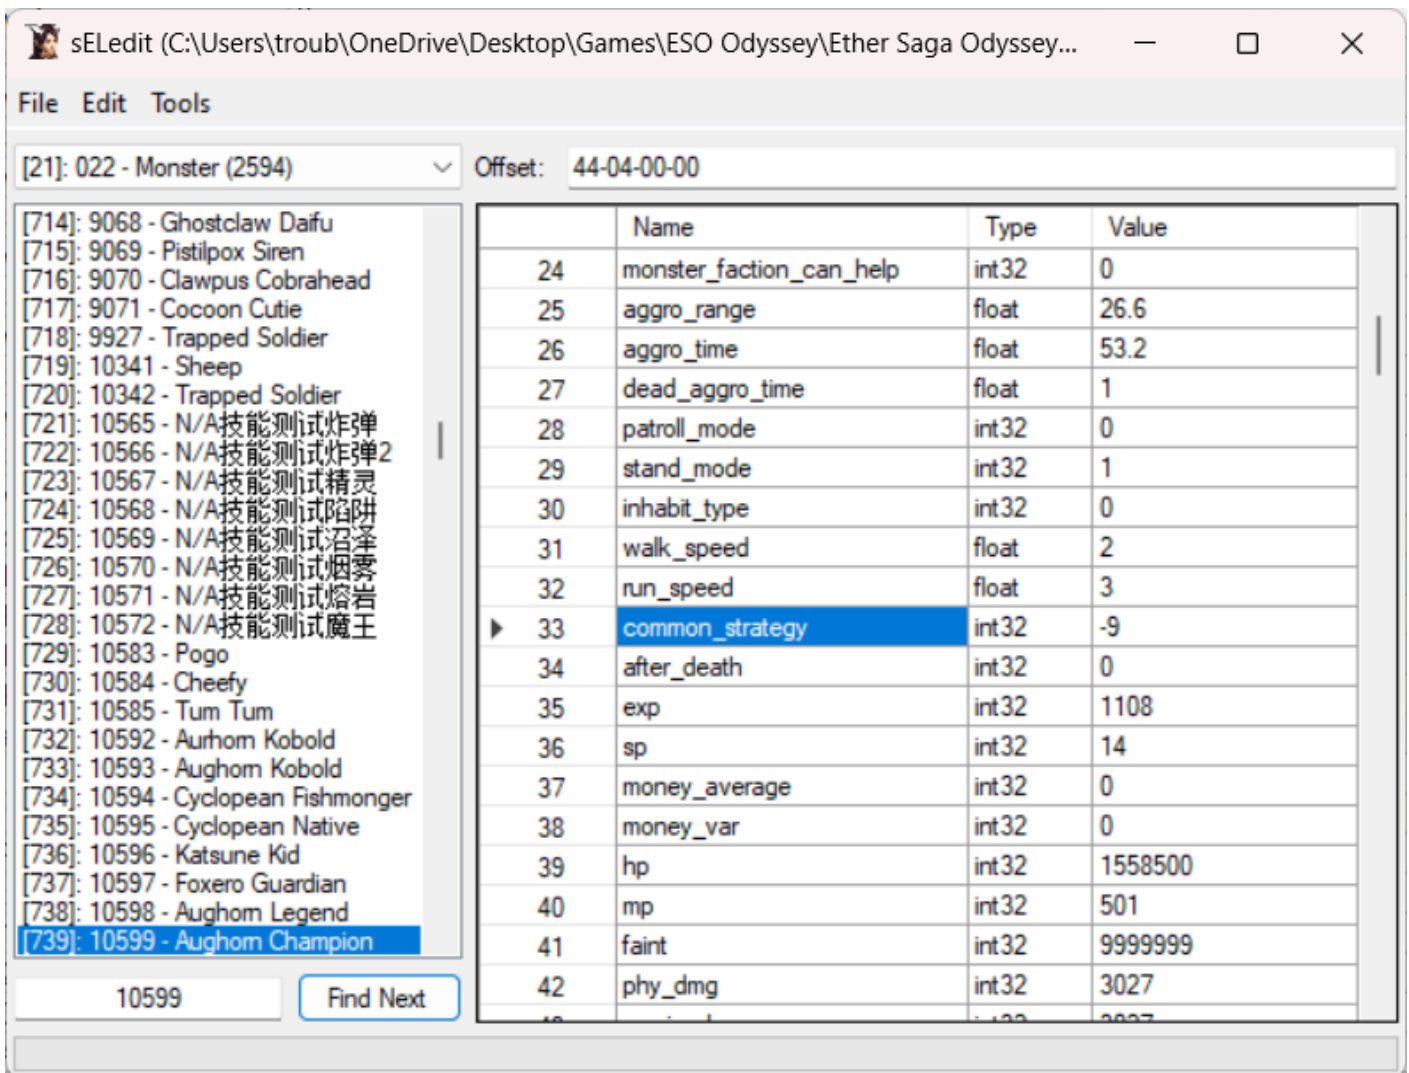 sELedit (C:\Users\troub\OneDrive\Desktop\Games\ESO Odyssey\Ether Saga Odyssey...
File Edit Tools
[21]: 022 - Monster (2594)
Offset: 44-04-00-00
[714]: 9068 - Ghostclaw Daifu
[715]: 9069 - Pistilpox Siren
[716]: 9070 - Clawpus Cobrahead
[717]: 9071 - Cocoon Cutie
[718]: 9927 - Trapped Soldier
[719]: 10341 - Sheep
[720]: 10342 - Trapped Soldier
[721]: 10565 - N/A技能测试炸弹
[722]: 10566 - N/A技能测试炸弹2
[723]: 10567 - N/A技能测试精灵
[724]: 10568 - N/A技能测试陷阱
[725]: 10569 - N/A技能测试沼泽
[726]: 10570 - N/A技能测试烟雾
[727]: 10571 - N/A技能测试熔岩
[728]: 10572 - N/A技能测试魔王
[729]: 10583 - Pogo
[730]: 10584 - Cheefy
[731]: 10585 - Tum Tum
[732]: 10592 - Aurhorn Kobold
[733]: 10593 - Aughorn Kobold
[734]: 10594 - Cyclopean Fishmonger
[735]: 10595 - Cyclopean Native
[736]: 10596 - Katsune Kid
[737]: 10597 - Foxero Guardian
[738]: 10598 - Aughorn Legend
[739]: 10599 - Aughorn Champion
10599 Find Next
Name Type Value
24 monster_faction_can_help int32 0
25 aggro_range float 26.6
26 aggro_time float 53.2
27 dead_aggro_time float 1
28 patroll_mode int32 0
29 stand_mode int32 1
30 inhabit_type int32 0
31 walk_speed float 2
32 run_speed float 3
33 common_strategy int32 -9
34 after_death int32 0
35 exp int32 1108
36 sp int32 14
37 money_average int32 0
38 money_var int32 0
39 hp int32 1558500
40 mp int32 501
41 faint int32 9999999
42 phy_dmg int32 3027